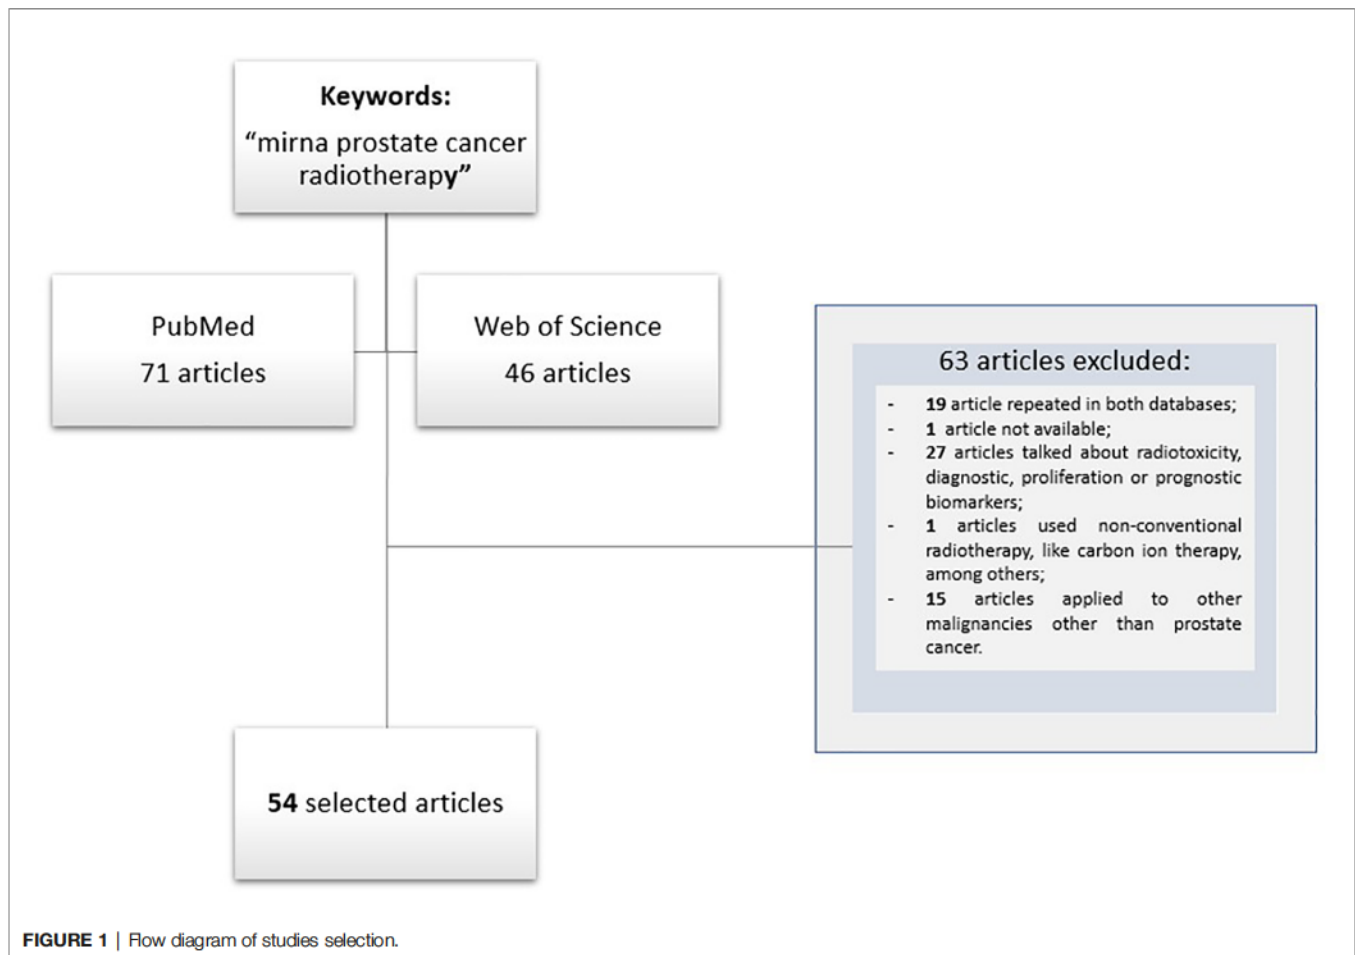 Keywords:
“mirna prostate cancer
radiotherapy”
PubMed
71 articles
Web of Science
46 articles
63 articles excluded:
- 19 article repeated in both databases;
- 1 article not available;
- 27 articles talked about radiotoxicity,
diagnostic, proliferation or prognostic
biomarkers;
- 1 articles used non-conventional
radiotherapy, like carbon ion therapy,
among others;
- 15 articles applied to other
malignancies other than prostate
cancer.
54 selected articles
FIGURE 1 | Flow diagram of studies selection.